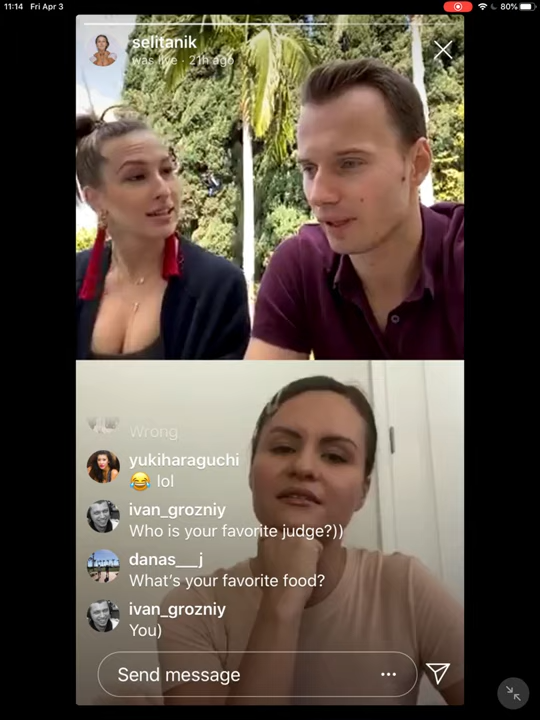 11:14 Fri Apr 3
80%
selitanik
was live · 21h ago
Wrong
yukiharaguchi
😂 lol
ivan_grozniy
Who is your favorite judge?))
danas___j
What's your favorite food?
ivan_grozniy
You)
Send message